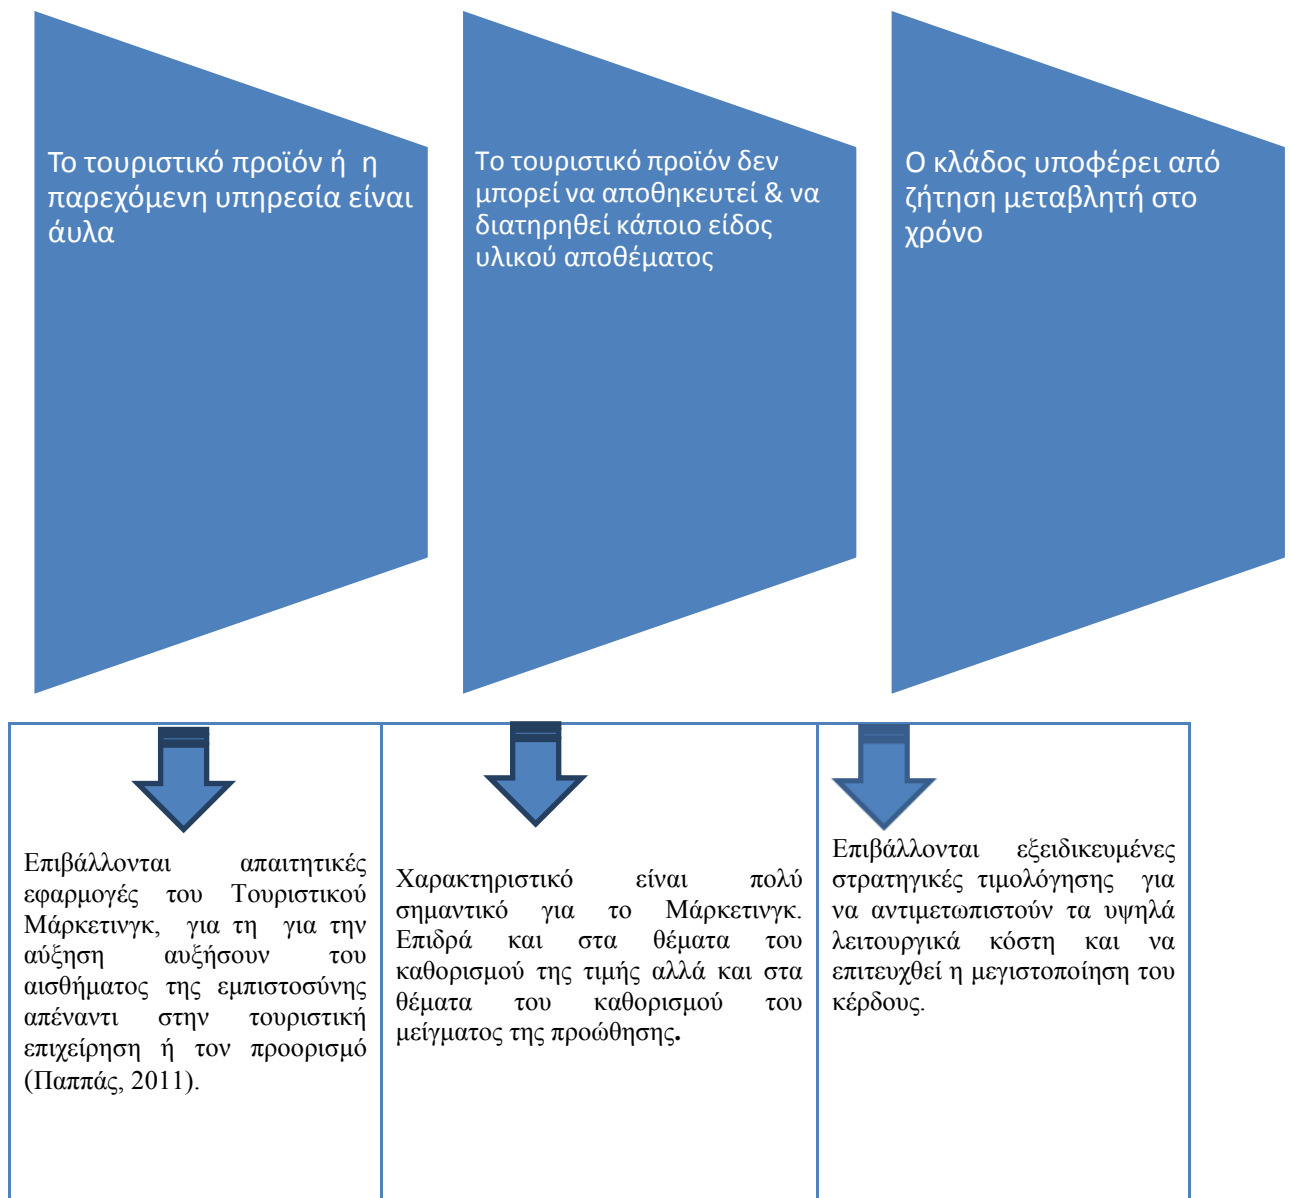 Το τουριστικό προϊόν ή  η
παρεχόμενη υπηρεσία είναι
άυλα
Το τουριστικό προϊόν δεν
μπορεί να αποθηκευτεί & να
διατηρηθεί κάποιο είδος
υλικού αποθέματος
Ο κλάδος υποφέρει από
ζήτηση μεταβλητή στο
χρόνο
Επιβάλλονται απαιτητικές
εφαρμογές του Τουριστικού
Μάρκετινγκ, για τη για την
αύξηση αυξήσουν του
αισθήματος της εμπιστοσύνης
απέναντι στην τουριστική
επιχείρηση ή τον προορισμό
(Παππάς, 2011).
Χαρακτηριστικό είναι πολύ
σημαντικό για το Μάρκετινγκ.
Επιδρά και στα θέματα του
καθορισμού της τιμής αλλά και στα
θέματα του καθορισμού του
μείγματος της προώθησης.
Επιβάλλονται εξειδικευμένες
στρατηγικές τιμολόγησης για
να αντιμετωπιστούν τα υψηλά
λειτουργικά κόστη και να
επιτευχθεί η μεγιστοποίηση του
κέρδους.